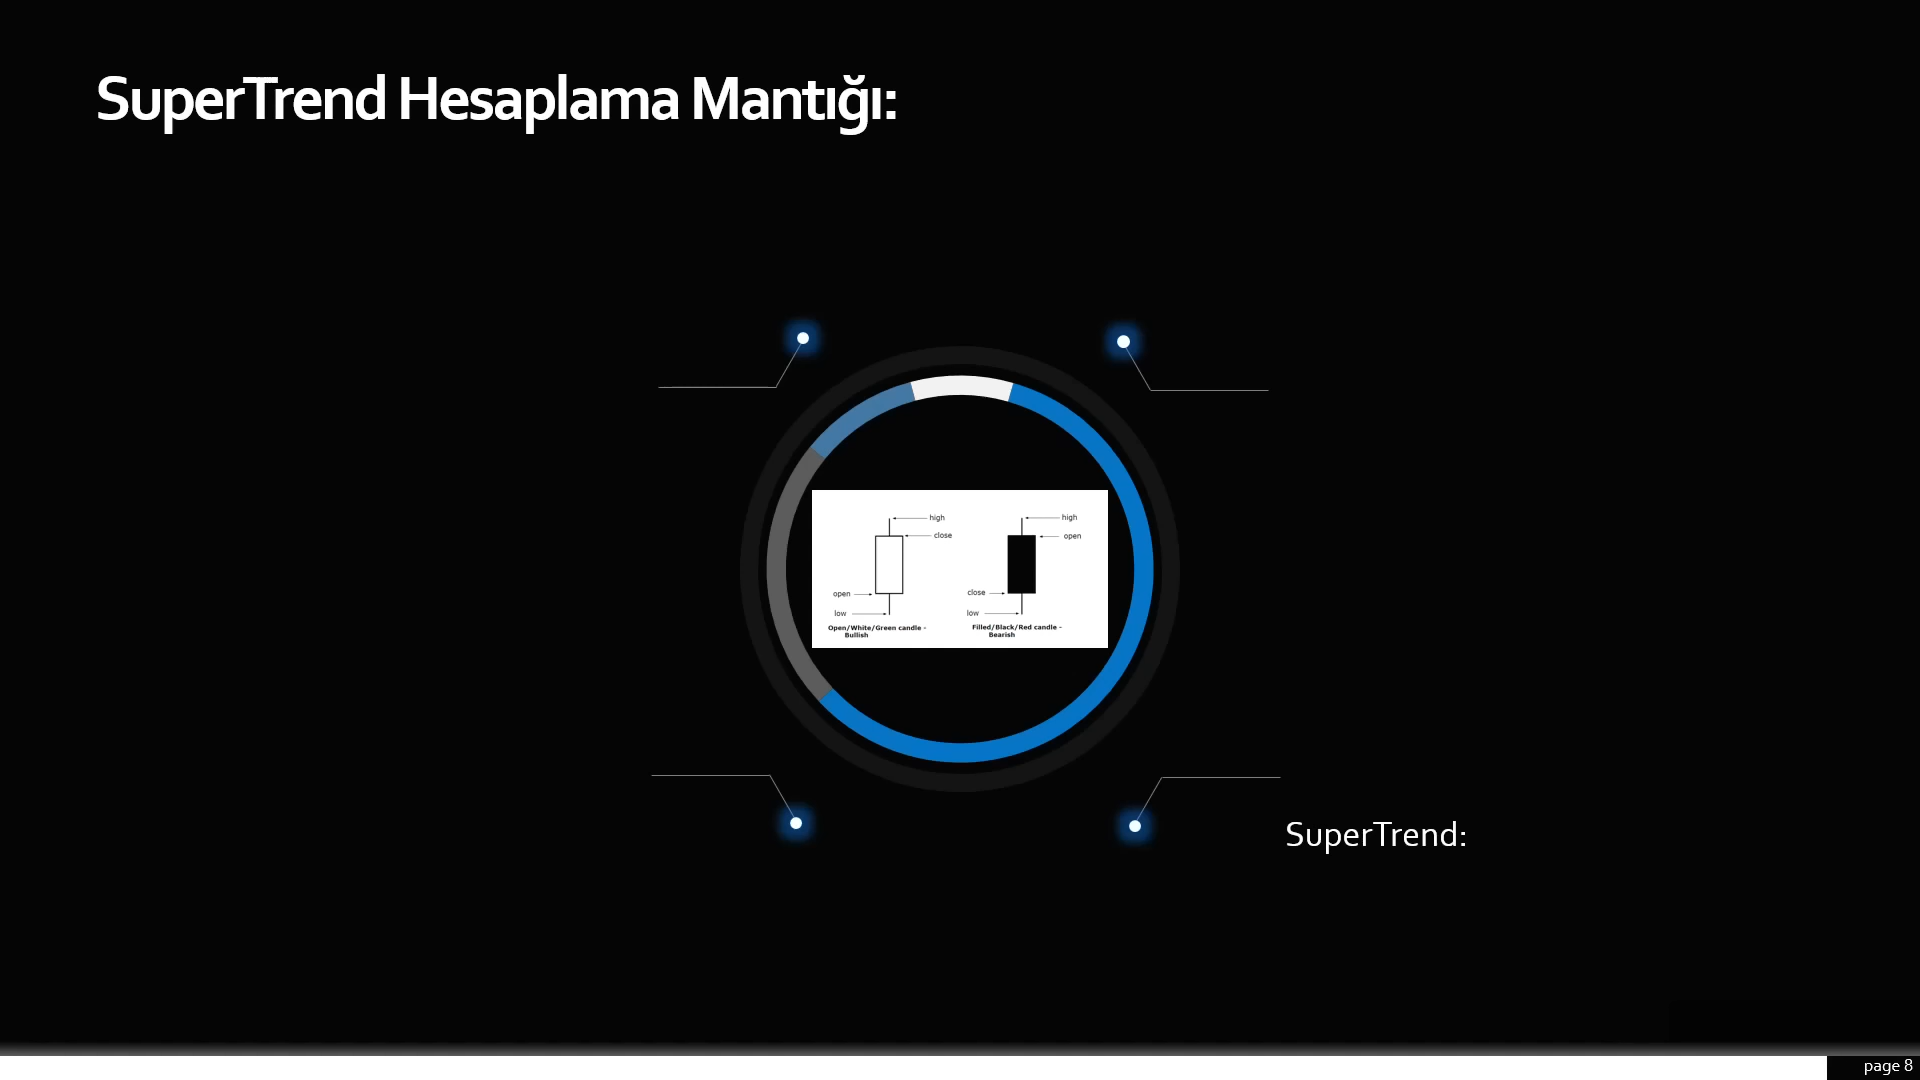 SuperTrend Hesaplama Mantığı:
high
close
open
low
Open/White/Green candle -
Bullish
high
open
close
low
Filled/Black/Red candle -
Bearish
SuperTrend:
page 8